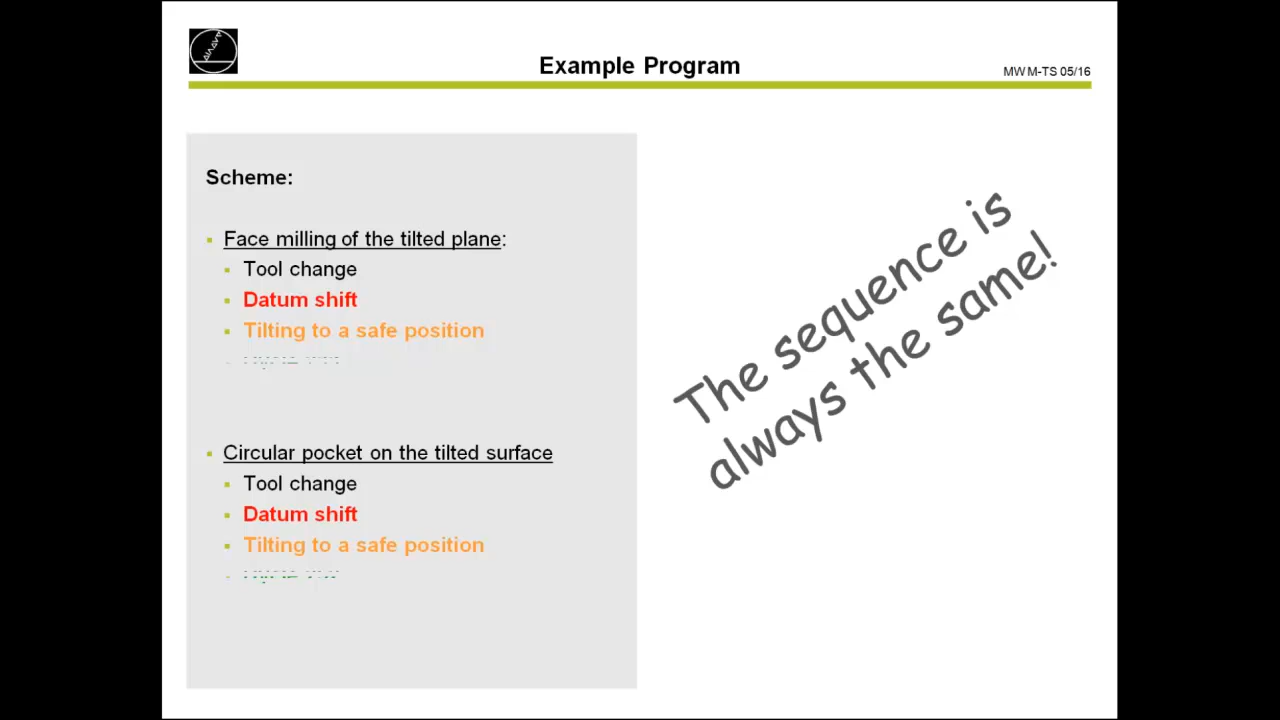 Example Program
MW M-TS 05/16
Scheme:
Face milling of the tilted plane:
Tool change
Datum shift
Tilting to a safe position
Circular pocket on the tilted surface
Tool change
Datum shift
Tilting to a safe position
The sequence is
always the same!